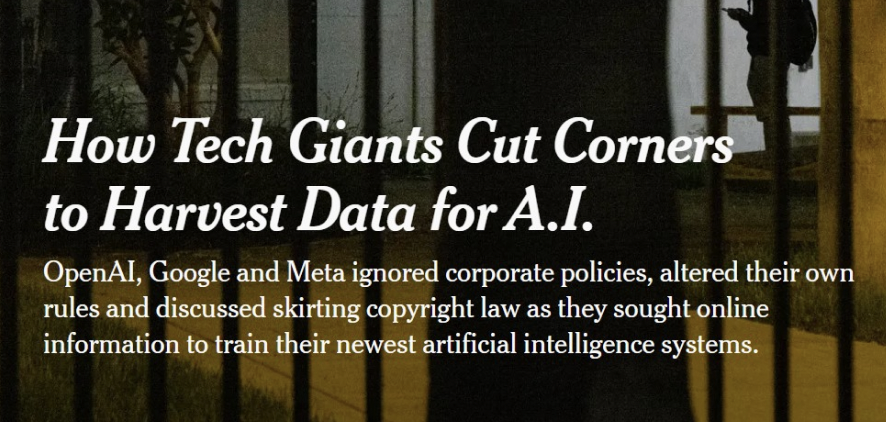 How Tech Giants Cut Corners
to Harvest Data for A.I.
OpenAI, Google and Meta ignored corporate policies, altered their own
rules and discussed skirting copyright law as they sought online
information to train their newest artificial intelligence systems.